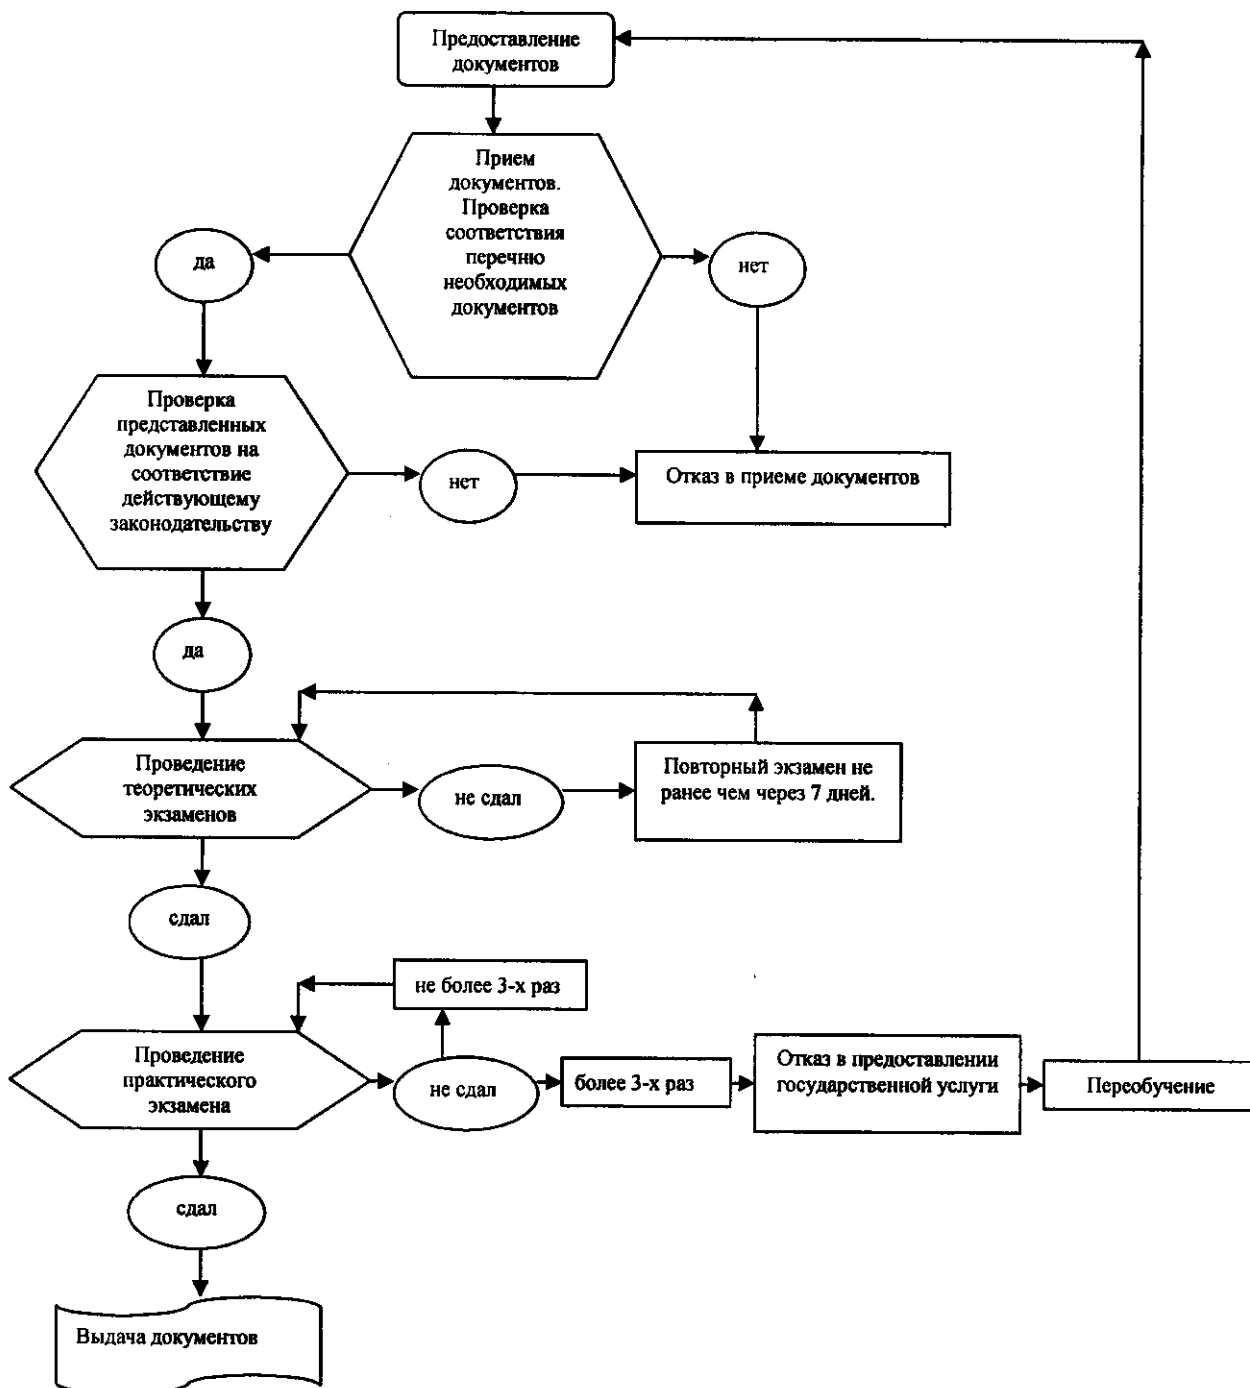 Предоставление
документов
Прием
документов.
Проверка
соответствия
перечню
необходимых
документов
да
нет
Проверка
представленных
документов на
соответствие
действующему
законодательству
нет
Отказ в приеме документов
да
Проведение
теоретических
экзаменов
не сдал
Повторный экзамен не
ранее чем через 7 дней.
сдал
не более 3-х раз
Проведение
практического
экзамена
не сдал
более 3-х раз
Отказ в предоставлении
государственной услуги
Переобучение
сдал
Выдача документов